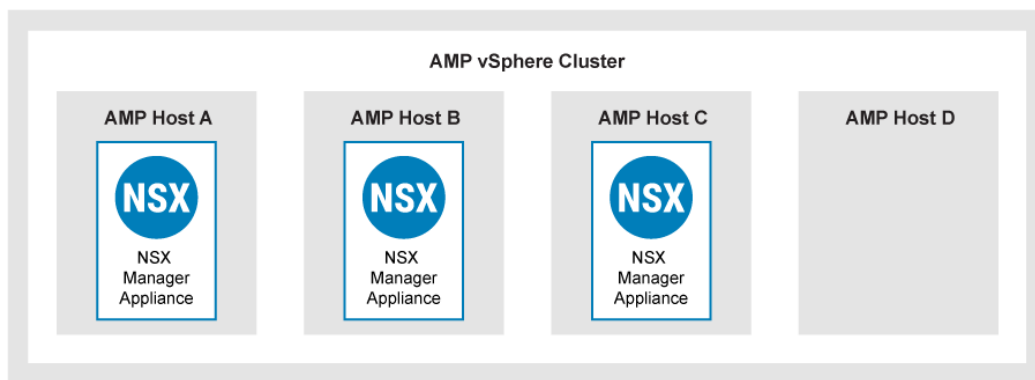 AMP vSphere Cluster
AMP Host A
AMP Host B
AMP Host C
AMP Host D
NSX
NSX
NSX
NSX
Manager
Appliance
NSX
Manager
Appliance
NSX
Manager
Appliance